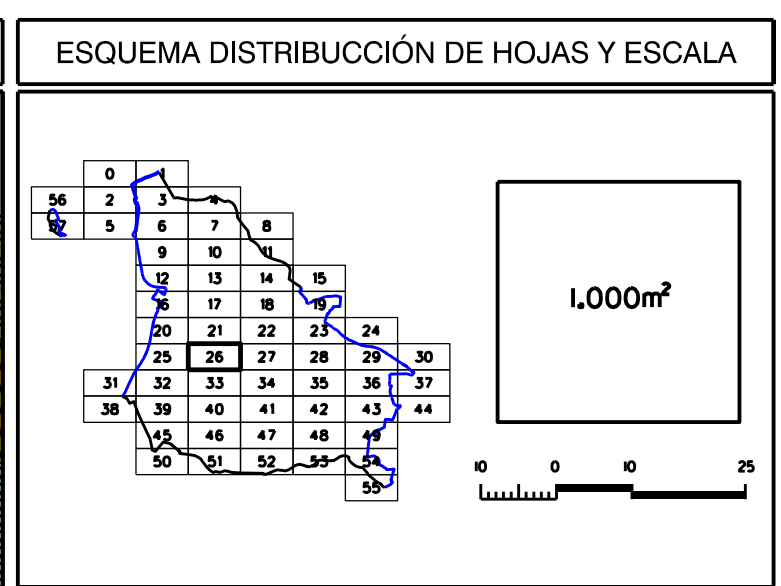 ESQUEMA DISTRIBUCCIÓN DE HOJAS Y ESCALA
0 1
56 2 3 4
57 5 6 7 8
9 10 11
12 13 14 15
16 17 18 19
20 21 22 23 24
25 26 27 28 29 30
31 32 33 34 35 36 37
38 39 40 41 42 43 44
45 46 47 48 49
50 51 52 53 54
55
1.000m²
10 0 10 25